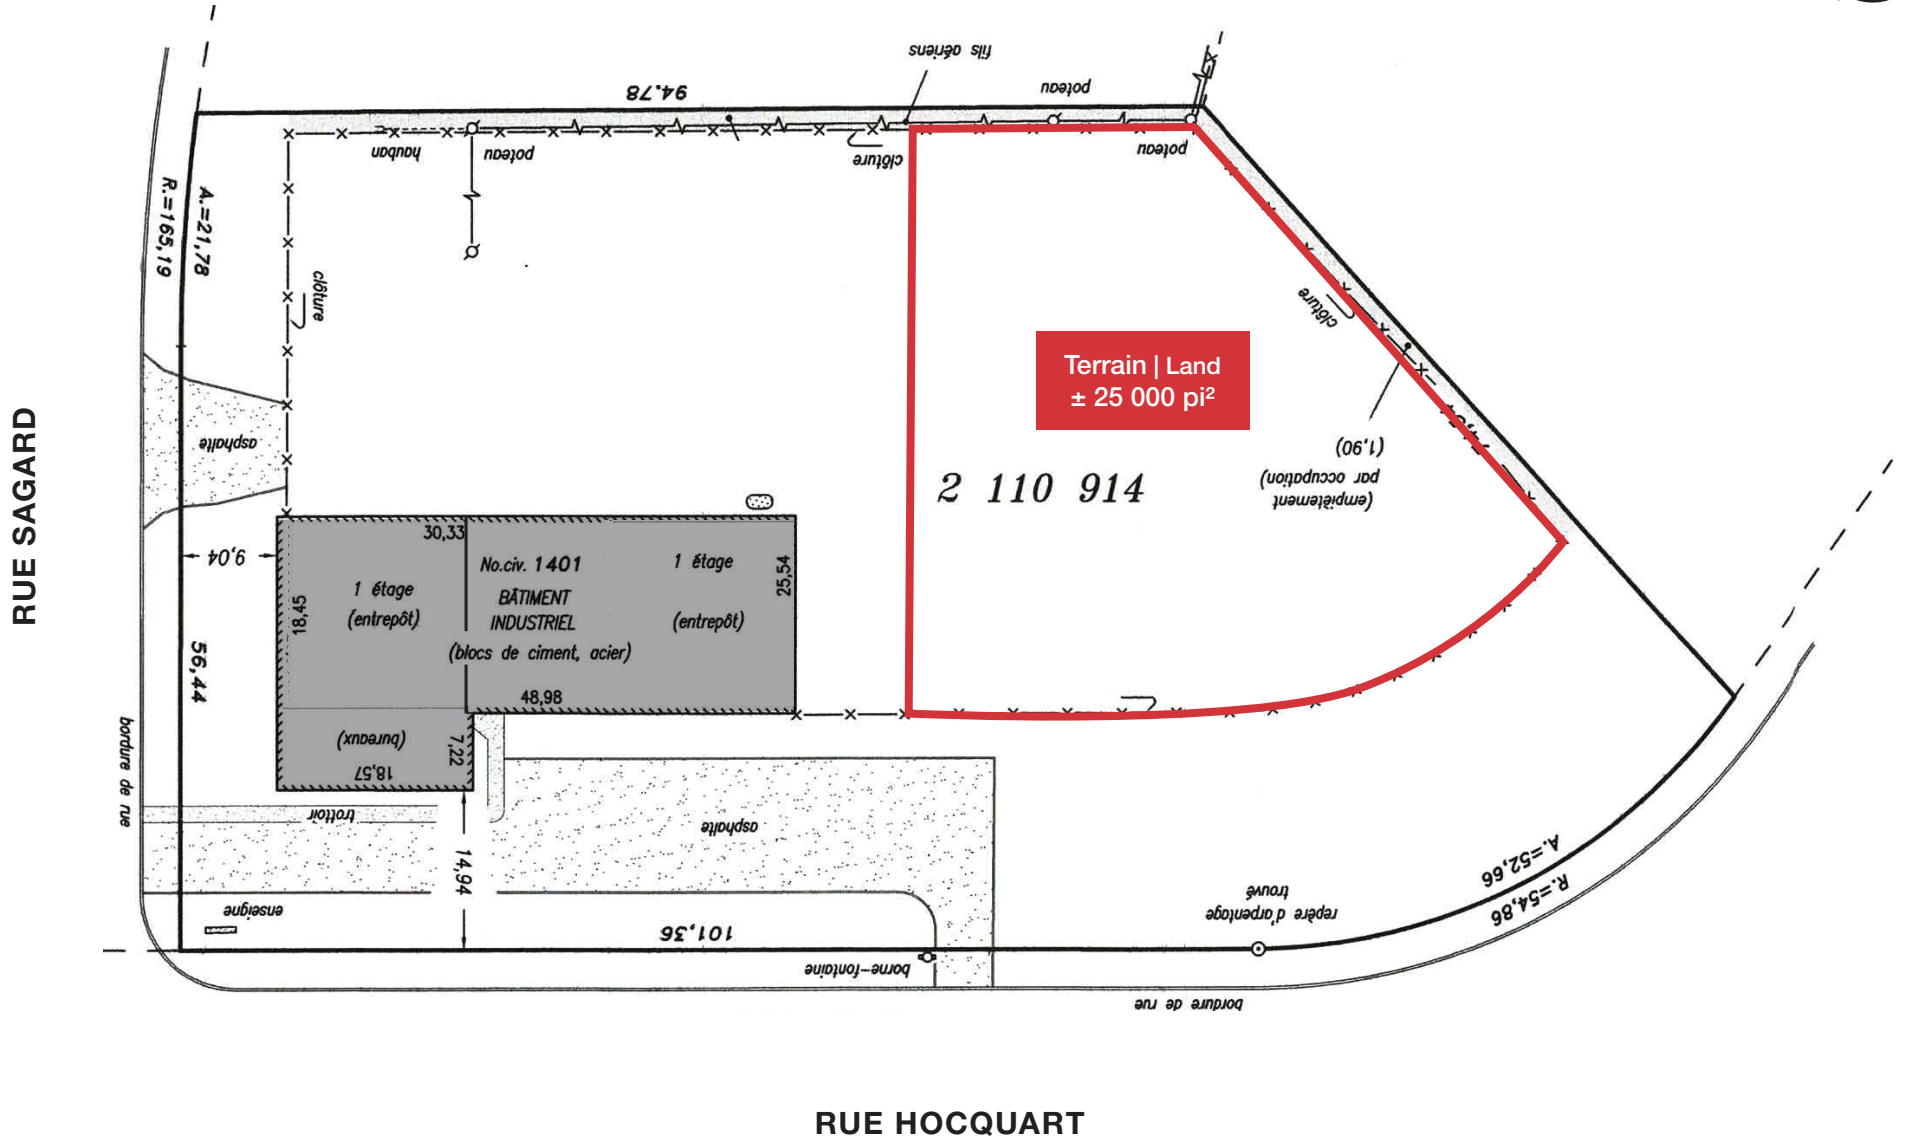 fils aériens
poteau
94.78
hauban
poteau
clôture
poteau
R.=165,19
A.=21,78
clôture
clôture
Terrain | Land
± 25 000 pi²
(1,90)
par occupation)
(empiètement
2 110 914
asphalte
RUE SAGARD
9,04
30,33
No.civ. 1401
1 étage
1 étage
BÂTIMENT
INDUSTRIEL
(entrepôt)
(entrepôt)
(blocs de ciment, acier)
18,45
25,54
48,98
56,44
(bureaux)
7,22
18,57
bordure de rue
trottoir
asphalte
14,94
enseigne
101,36
borne-fontaine
trouvé
repère d'arpentage
A.=52,66
R.=54,86
bordure de rue
RUE HOCQUART